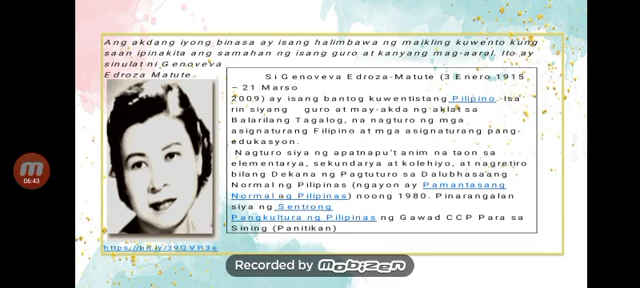 Ang akdang iyong binasa ay isang halimbawa ng maikling kuwento kung
saan ipinakita ang samahan ng isang guro at kanyang mag-aaral. Ito ay
sinulat ni Genoveva
Edroza Matute.
Si Genoveva Edroza-Matute (3 Enero 1915
– 21 Marso
2009) ay isang bantog kuwentistang Pilipino. Isa
rin siyang guro at may-akda ng aklat sa
Balarilang Tagalog, na nagturo ng mga
asignaturang Filipino at mga asignaturang pang-
edukasyon.
Nagturo siya ng apatnapu't anim na taon sa
elementarya, sekundarya at kolehiyo, at nagretiro
bilang Dekana ng Pagtuturo sa Dalubhasaang
Normal ng Pilipinas (ngayon ay Pamantasang
Normal ng Pilipinas) noong 1980. Pinarangalan
siya ng Sentrong
Pangkultura ng Pilipinas ng Gawad CCP Para sa
Sining (Panitikan)
06:43
Recorded by Mobizen